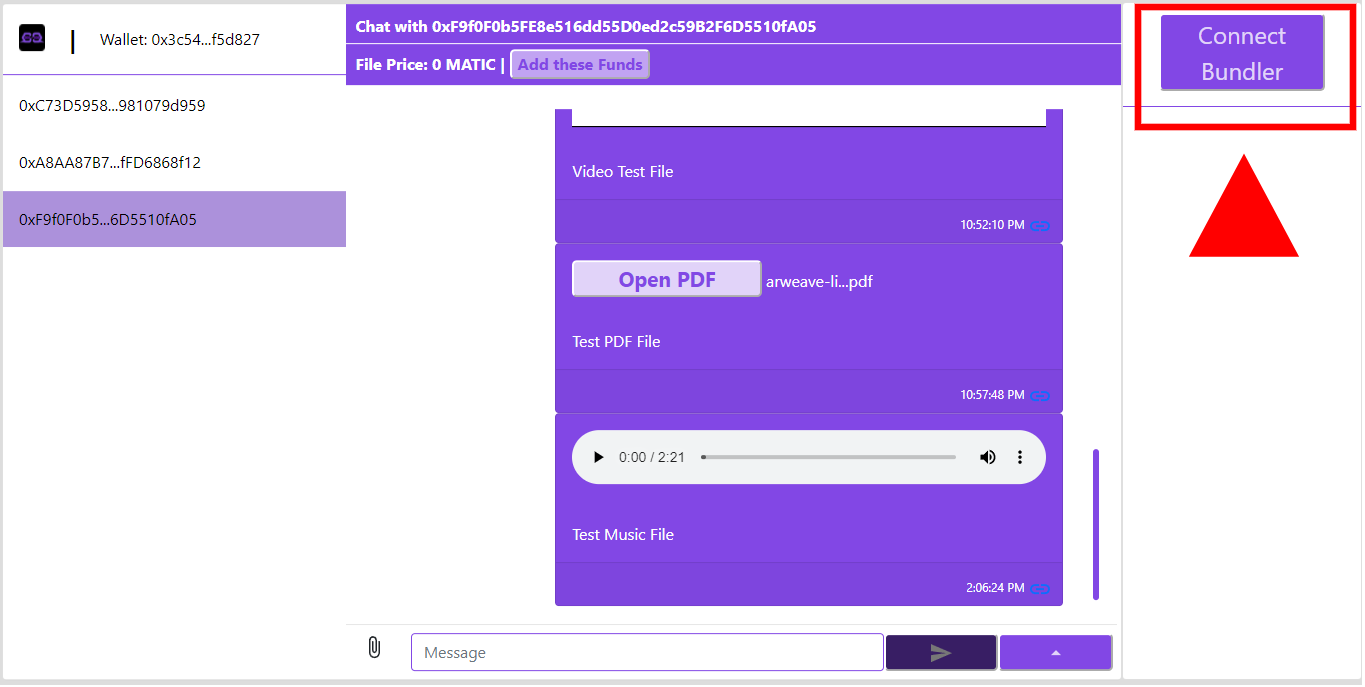 Wallet: 0x3c54...f5d827
0xC73D5958...981079d959
0xA8AA87B7...fFD6868f12
0xF9f0F0b5...6D5510fA05
Chat with 0xF9f0F0b5FE8e516dd55D0ed2c59B2F6D5510fA05
File Price: 0 MATIC | Add these Funds
Video Test File
10:52:10 PM
Open PDF arweave-li...pdf
Test PDF File
10:57:48 PM
0:00 / 2:21
Test Music File
2:06:24 PM
Message
Connect
Bundler